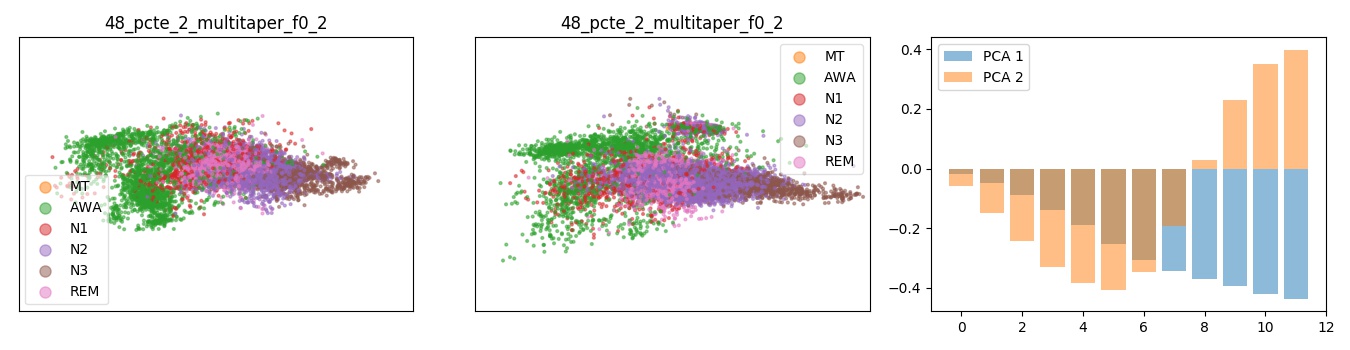 48_pcte_2_multitaper_f0_2
MT
AWA
N1
N2
N3
REM
48_pcte_2_multitaper_f0_2
MT
AWA
N1
N2
N3
REM
PCA 1
PCA 2
0.4
0.2
0.0
−0.2
−0.4
0 2 4 6 8 10 12